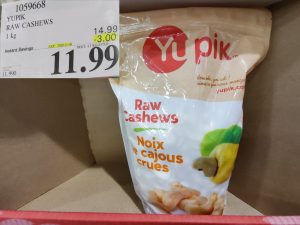 1059668
YUPIK
RAW CASHEWS
1 kg
14.99
-3.00
Instant Savings
11.99
Yupik
Raw
Cashews
Noix
de cajous
crues